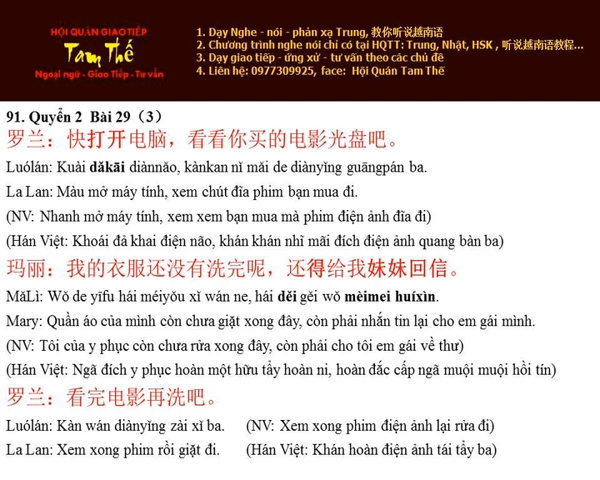 HỘI QUÁN GIAO TIẾP
Tam Thế
Ngoại ngữ - Giao Tiếp - Tư vấn
1. Dạy Nghe - nói - phản xạ Trung, 教你听说越南语
2. Chương trình nghe nói chỉ có tại HQTT: Trung, Nhật, HSK , 听说越南语教程...
3. Dạy giao tiếp - ứng xử - tư vấn theo các chủ đề
4. Liên hệ: 0977309925, face: Hội Quán Tam Thế
91. Quyển 2 Bài 29（3）
罗兰：快打开电脑，看看你买的电影光盘吧。
Luólán: Kuài dǎkāi diànnǎo, kànkan nǐ mǎi de diànyǐng guāngpán ba.
La Lan: Màu mở máy tính, xem chút đĩa phim bạn mua đi.
(NV: Nhanh mở máy tính, xem xem bạn mua mà phim điện ảnh đĩa đi)
(Hán Việt: Khoái đả khai điện não, khán khán nhĩ mãi đích điện ảnh quang bàn ba)
玛丽：我的衣服还没有洗完呢，还得给我妹妹回信。
MǎLì: Wǒ de yīfu hái méiyǒu xǐ wán ne, hái děi gěi wǒ mèimei huíxìn.
Mary: Quần áo của mình còn chưa giặt xong đây, còn phải nhắn tin lại cho em gái mình.
(NV: Tôi của y phục còn chưa rửa xong đây, còn phải cho tôi em gái về thư)
(Hán Việt: Ngã đích y phục hoàn một hữu tẩy hoàn ni, hoàn đắc cấp ngã muội muội hồi tín)
罗兰：看完电影再洗吧。
Luólán: Kàn wán diànyǐng zài xǐ ba. (NV: Xem xong phim điện ảnh lại rửa đi)
La Lan: Xem xong phim rồi giặt đi. (Hán Việt: Khán hoàn điện ảnh tái tẩy ba)